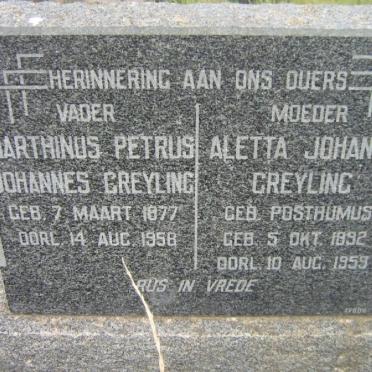 HERINNERING AAN ONS OUERS
VADER
MARTHINUS PETRUS
JOHANNES GREYLING
GEB. 7 MAART 1877
OORL. 14 AUG. 1958
MOEDER
ALETTA JOHAN
GREYLING
GEB. POSTHUMUS
GEB. 5 OKT. 1892
OORL. 10 AUG. 1959
RUS IN VREDE